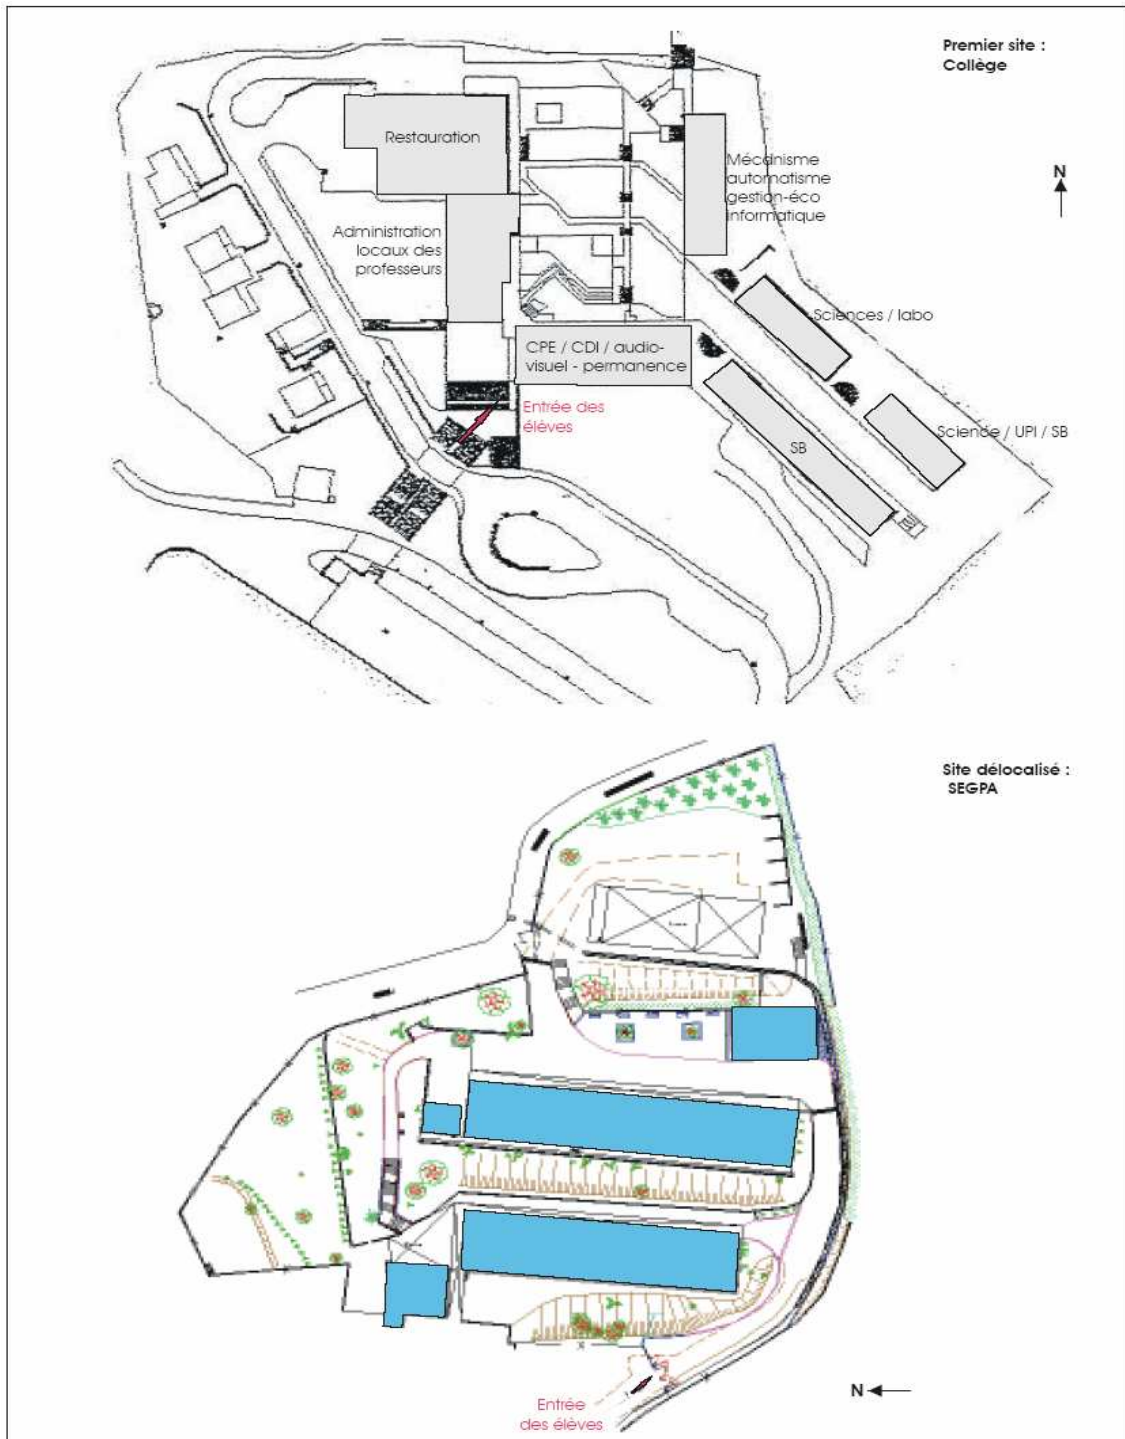 Premier site :
Collège
Restauration
Mécanisme
automatisme
gestion-éco
informatique
N
Administration
locaux des
professeurs
Sciences / labo
CPE / CDI / audio-
visuel - permanence
Entrée des
élèves
Science / UPI / SB
SB
Site délocalisé :
SEGPA
N
Entrée
des élèves